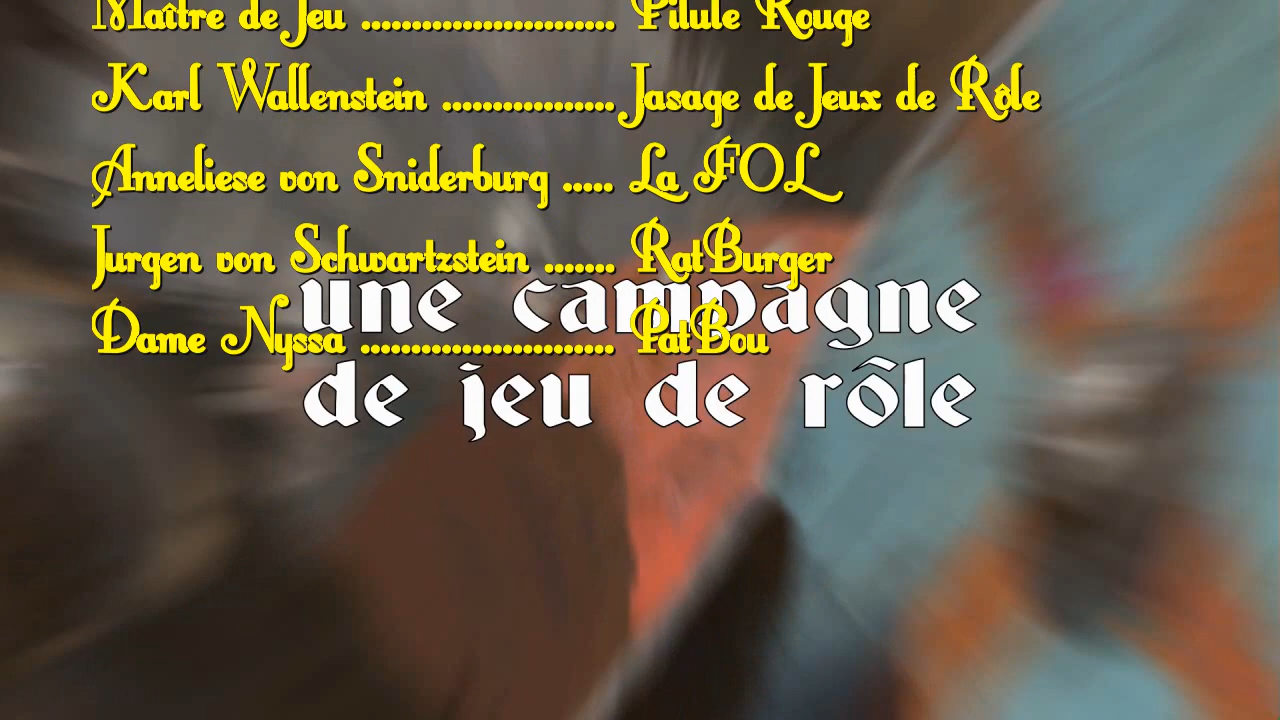 Maître de Jeu ......................... Pilule Rouge
Karl Wallenstein ................. Jasage de Jeux de Rôle
Anneliese von Sniderburg ..... La FOL
Jurgen von Schwartzstein ....... RatBurger
Dame Nyssa ......................... PatBou
une campagne
de jeu de rôle